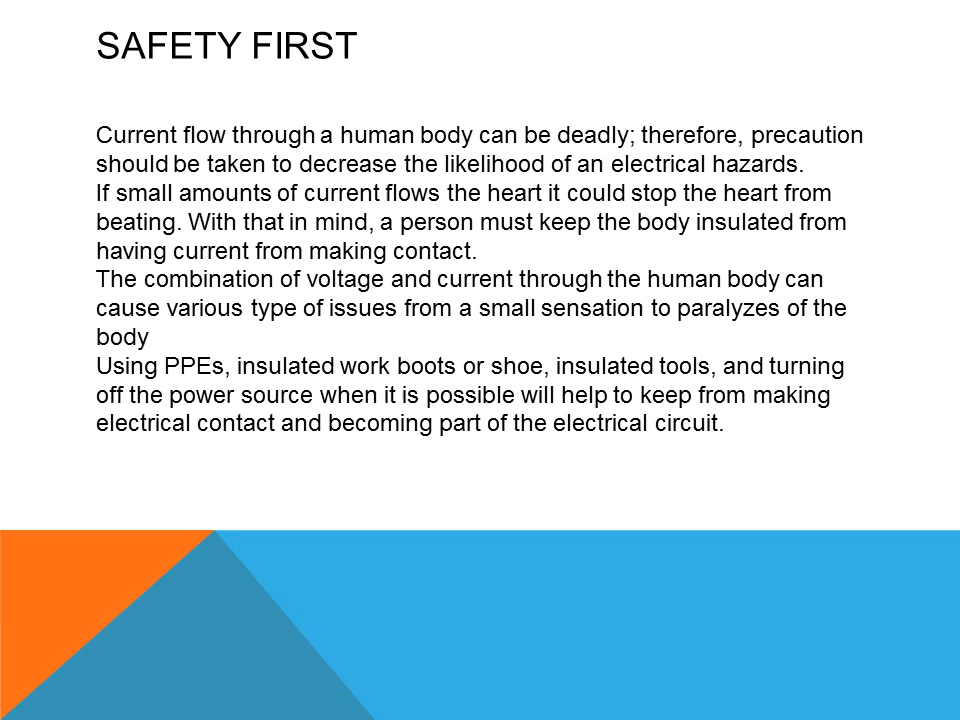 SAFETY FIRST
Current flow through a human body can be deadly; therefore, precaution
should be taken to decrease the likelihood of an electrical hazards.
If small amounts of current flows the heart it could stop the heart from
beating. With that in mind, a person must keep the body insulated from
having current from making contact.
The combination of voltage and current through the human body can
cause various type of issues from a small sensation to paralyzes of the
body
Using PPEs, insulated work boots or shoe, insulated tools, and turning
off the power source when it is possible will help to keep from making
electrical contact and becoming part of the electrical circuit.